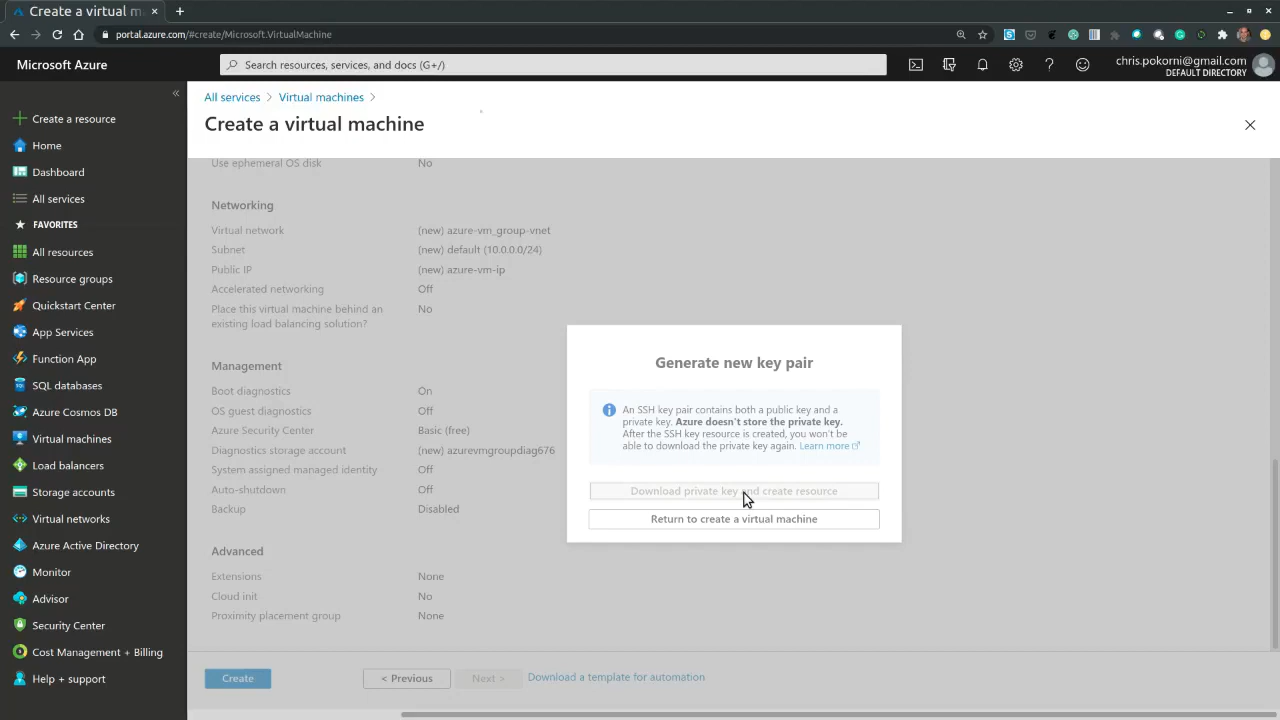 Create a virtual m
portal.azure.com/#create/Microsoft.VirtualMachine
Microsoft Azure
Search resources, services, and docs (G+/)
chris.pokorni@gmail.com
DEFAULT DIRECTORY
Create a resource
Home
Dashboard
All services
FAVORITES
All resources
Resource groups
Quickstart Center
App Services
Function App
SQL databases
Azure Cosmos DB
Virtual machines
Load balancers
Storage accounts
Virtual networks
Azure Active Directory
Monitor
Advisor
Security Center
Cost Management + Billing
Help + support
All services > Virtual machines >
Create a virtual machine
Use ephemeral OS disk No
Networking
Virtual network (new) azure-vm_group-vnet
Subnet (new) default (10.0.0.0/24)
Public IP (new) azure-vm-ip
Accelerated networking Off
Place this virtual machine behind an No
existing load balancing solution?
Management
Boot diagnostics On
OS guest diagnostics Off
Azure Security Center Basic (free)
Diagnostics storage account (new) azurevmgroupdiag676
System assigned managed identity Off
Auto-shutdown Off
Backup Disabled
Advanced
Extensions None
Cloud init No
Proximity placement group None
Generate new key pair
An SSH key pair contains both a public key and a
private key. Azure doesn't store the private key.
After the SSH key resource is created, you won't be
able to download the private key again. Learn more
Download private key and create resource
Return to create a virtual machine
Create
< Previous
Next >
Download a template for automation